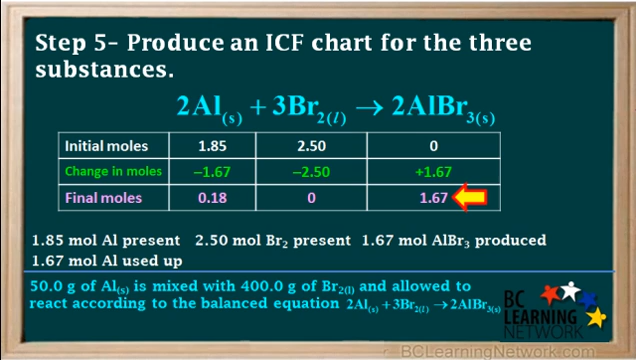 Step 5– Produce an ICF chart for the three
substances.
2Al(s) + 3Br2(l) → 2AlBr3(s)
Initial moles 1.85 2.50 0
Change in moles –1.67 –2.50 +1.67
Final moles 0.18 0 1.67
1.85 mol Al present 2.50 mol Br2 present 1.67 mol AlBr3 produced
1.67 mol Al used up
50.0 g of Al(s) is mixed with 400.0 g of Br2(l) and allowed to
react according to the balanced equation 2Al(s) + 3Br2(l) → 2AlBr3(s)
BC
LEARNING
NETWORK
BCLearningNetwork.com